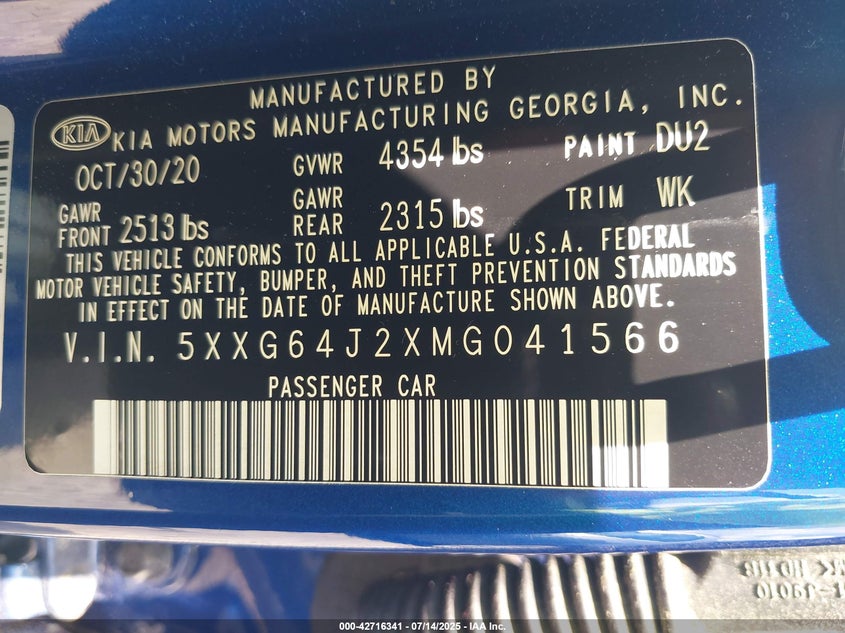 MANUFACTURED BY
KIA KIA MOTORS MANUFACTURING GEORGIA, INC.
OCT/30/20 GVWR 4354 lbs PAINT DU2
GAWR FRONT 2513 lbs GAWR REAR 2315 lbs TRIM WK
THIS VEHICLE CONFORMS TO ALL APPLICABLE U.S.A. FEDERAL
MOTOR VEHICLE SAFETY, BUMPER, AND THEFT PREVENTION STANDARDS
IN EFFECT ON THE DATE OF MANUFACTURE SHOWN ABOVE.
V.I.N. 5XXG64J2XMG041566
PASSENGER CAR
000-42716341 - 07/14/2025 - IAA Inc.